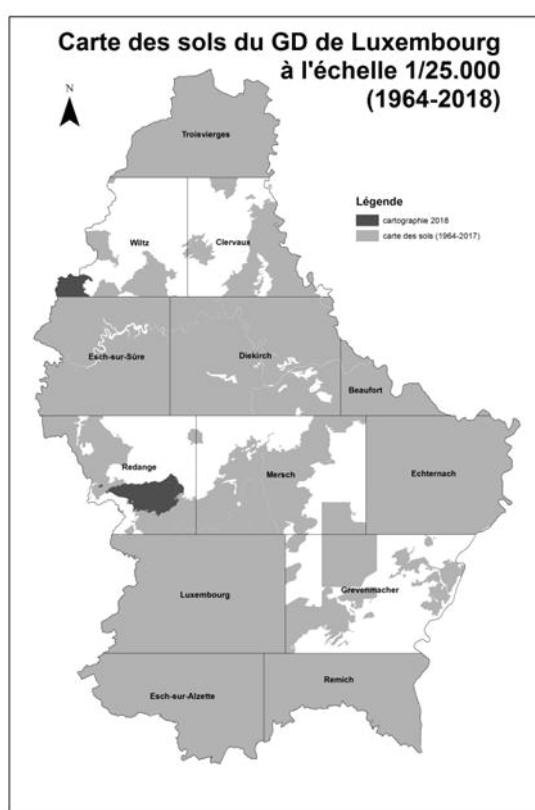 Carte des sols du GD de Luxembourg
à l'échelle 1/25.000
(1964-2018)
N
Troisvierges
Légende
cartographie 2018
carte des sols (1964-2017)
Wiltz
Clervaux
Esch-sur-Sûre
Diekirch
Beaufort
Redange
Mersch
Echternach
Luxembourg
Grevenmacher
Esch-sur-Alzette
Remich